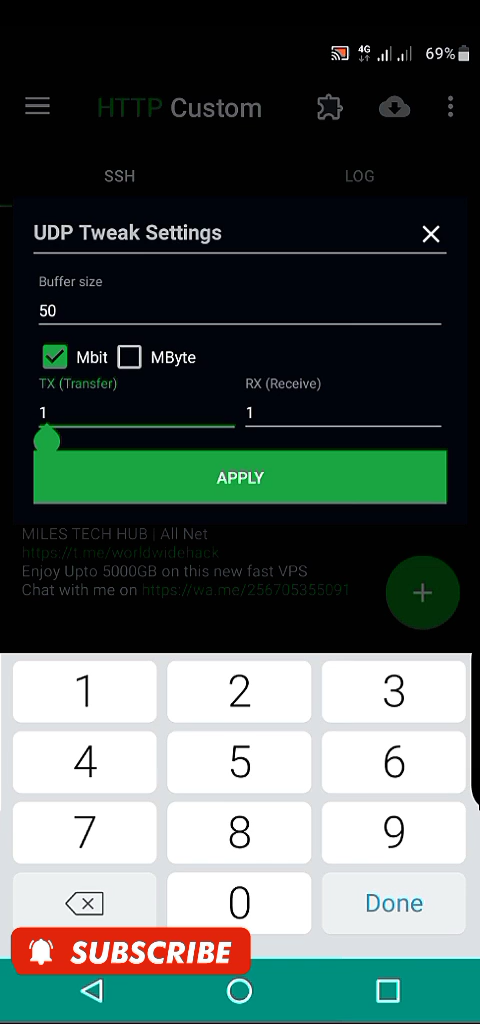 4G 69%
HTTP Custom
SSH LOG
UDP Tweak Settings
Buffer size
50
Mbit MByte
TX (Transfer) RX (Receive)
1 1
APPLY
MILES TECH HUB | All Net
https://t.me/worldwidehack
Enjoy Upto 5000GB on this new fast VPS
Chat with me on https://wa.me/256705355091
+
1 2 3
4 5 6
7 8 9
0 Done
SUBSCRIBE